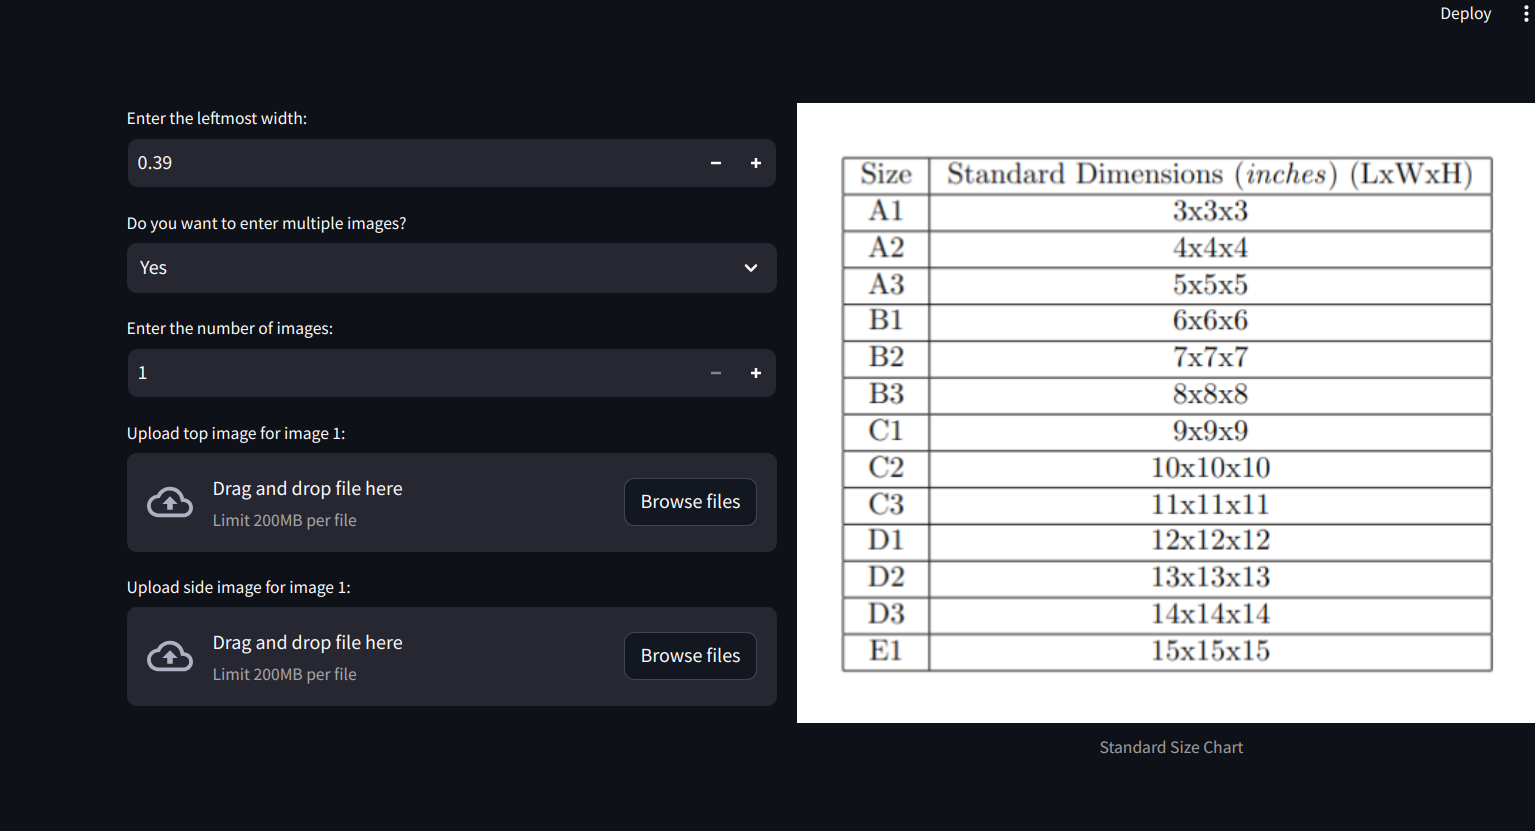 Deploy
Enter the leftmost width:
0.39
Do you want to enter multiple images?
Yes
Enter the number of images:
1
Upload top image for image 1:
Drag and drop file here
Limit 200MB per file
Browse files
Upload side image for image 1:
Drag and drop file here
Limit 200MB per file
Browse files
Size Standard Dimensions (inches) (LxWxH)
A1 3x3x3
A2 4x4x4
A3 5x5x5
B1 6x6x6
B2 7x7x7
B3 8x8x8
C1 9x9x9
C2 10x10x10
C3 11x11x11
D1 12x12x12
D2 13x13x13
D3 14x14x14
E1 15x15x15
Standard Size Chart